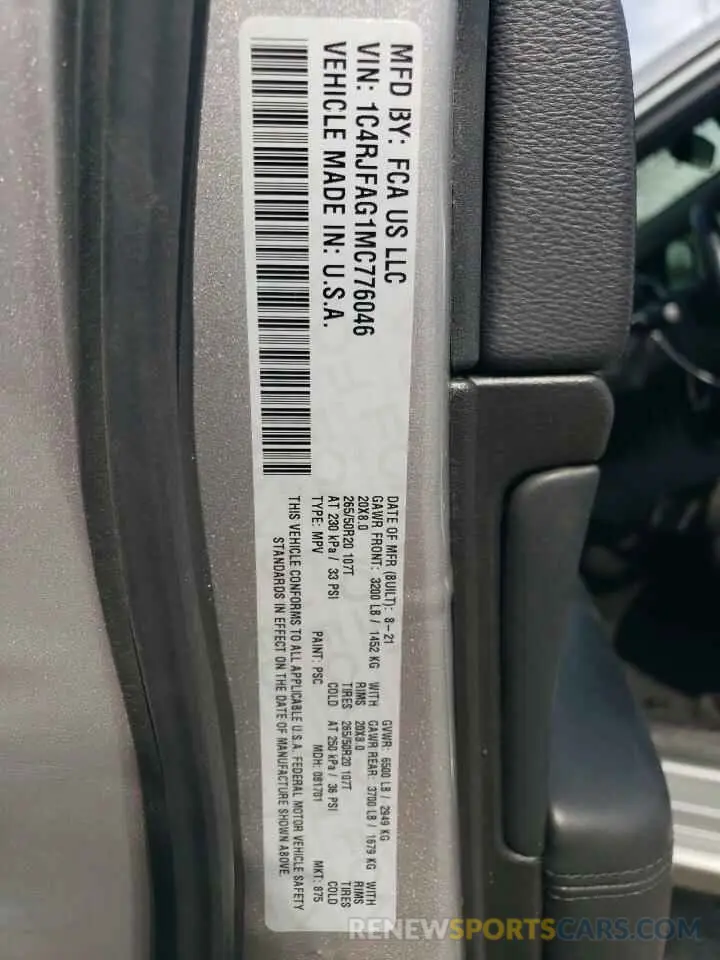 MFD BY: FCA US LLC
VIN: 1C4RJFAG1MC776046
VEHICLE MADE IN: U.S.A.
DATE OF MFR (BUILT): 8-21 GVWR: 6500 LB / 2949 KG
GAWR FRONT: 3200 LB / 1452 KG WITH GAWR REAR: 3700 LB / 1679 KG WITH
20X8.0 RIMS 20X8.0 RIMS
265/50R20 107T TIRES 265/50R20 107T TIRES
AT 230 kPa / 33 PSI COLD AT 250 kPa / 36 PSI COLD
TYPE: MPV PAINT: PSC MDH: 081701 MKT: 875
THIS VEHICLE CONFORMS TO ALL APPLICABLE U.S.A. FEDERAL MOTOR VEHICLE SAFETY
STANDARDS IN EFFECT ON THE DATE OF MANUFACTURE SHOWN ABOVE.
RENEWSPORTSCARS.COM